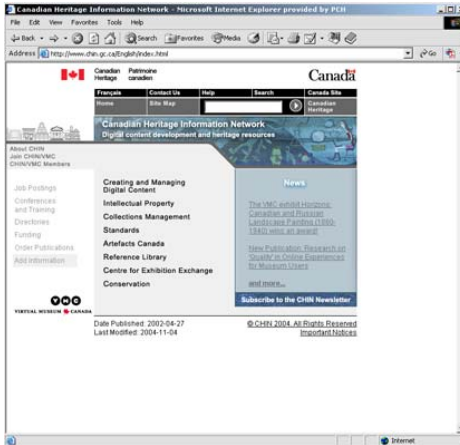 Canadian Heritage Information Network - Microsoft Internet Explorer provided by PCH
File Edit View Favorites Tools Help
Back Search Favorites Media
Address http://www.chin.gc.ca/English/index.html Go
Canadian Heritage Patrimoine canadien Canada
Français Contact Us Help Search Canada Site
Home Site Map Canadian Heritage
Canadian Heritage Information Network
Digital content development and heritage resources
About CHIN
Join CHIN/VMC
CHIN/VMC Members
Job Postings
Conferences
and Training
Directories
Funding
Order Publications
Add Information
VMC
VIRTUAL MUSEUM CANADA
Creating and Managing
Digital Content
Intellectual Property
Collections Management
Standards
Artefacts Canada
Reference Library
Centre for Exhibition Exchange
Conservation
News
The VMC exhibit Horizons:
Canadian and Russian
Landscape Painting (1860-
1940) wins an award!
New Publication: Research on
'Quality' in Online Experiences
for Museum Users
and more...
Subscribe to the CHIN Newsletter
Date Published: 2002-04-27
Last Modified: 2004-11-04
© CHIN 2004. All Rights Reserved
Important Notices
Internet